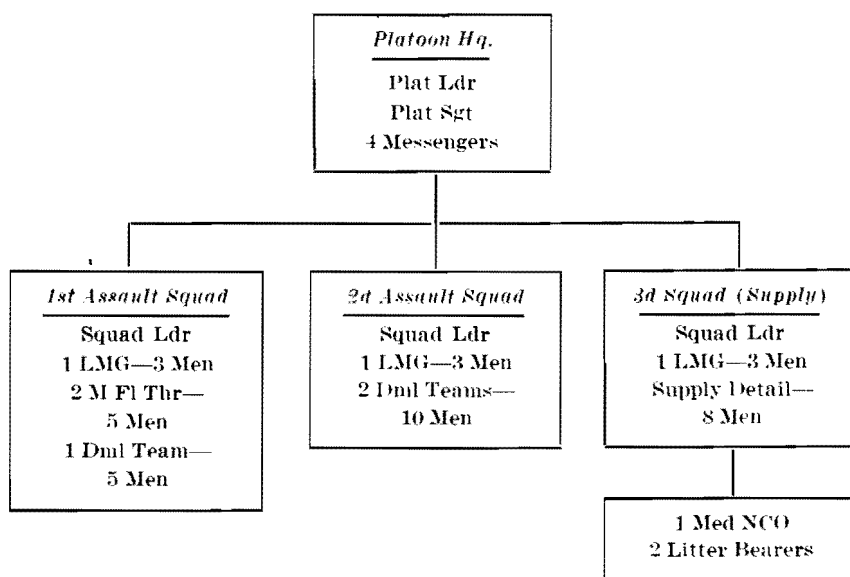 Platoon Hq.
Plat Ldr
Plat Sgt
4 Messengers
1st Assault Squad
Squad Ldr
1 LMG—3 Men
2 M Fl Thr—
5 Men
1 Dml Team—
5 Men
2d Assault Squad
Squad Ldr
1 LMG—3 Men
2 Dml Teams—
10 Men
3d Squad (Supply)
Squad Ldr
1 LMG—3 Men
Supply Detail—
8 Men
1 Med NCO
2 Litter Bearers